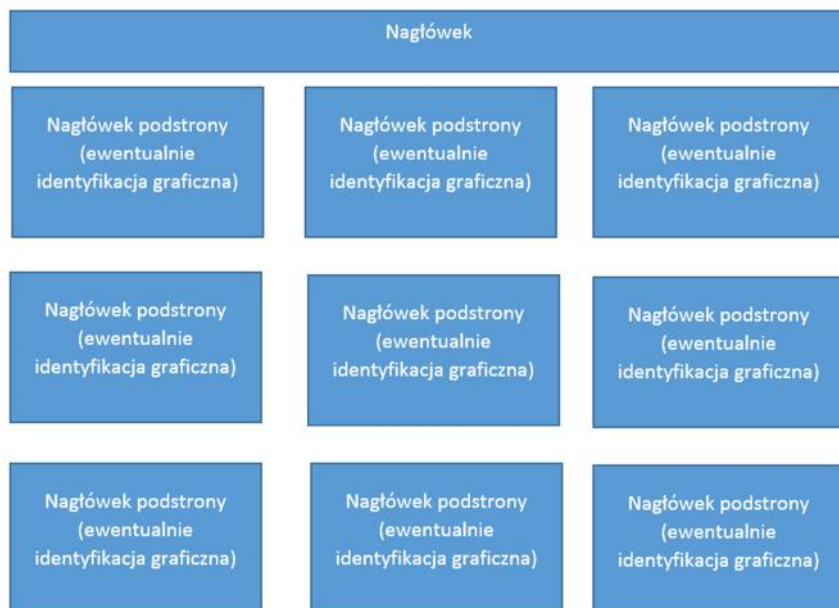 Nagłówek
Nagłówek podstrony
(ewentualnie
identyfikacja graficzna)
Nagłówek podstrony
(ewentualnie
identyfikacja graficzna)
Nagłówek podstrony
(ewentualnie
identyfikacja graficzna)
Nagłówek podstrony
(ewentualnie
identyfikacja graficzna)
Nagłówek podstrony
(ewentualnie
identyfikacja graficzna)
Nagłówek podstrony
(ewentualnie
identyfikacja graficzna)
Nagłówek podstrony
(ewentualnie
identyfikacja graficzna)
Nagłówek podstrony
(ewentualnie
identyfikacja graficzna)
Nagłówek podstrony
(ewentualnie
identyfikacja graficzna)